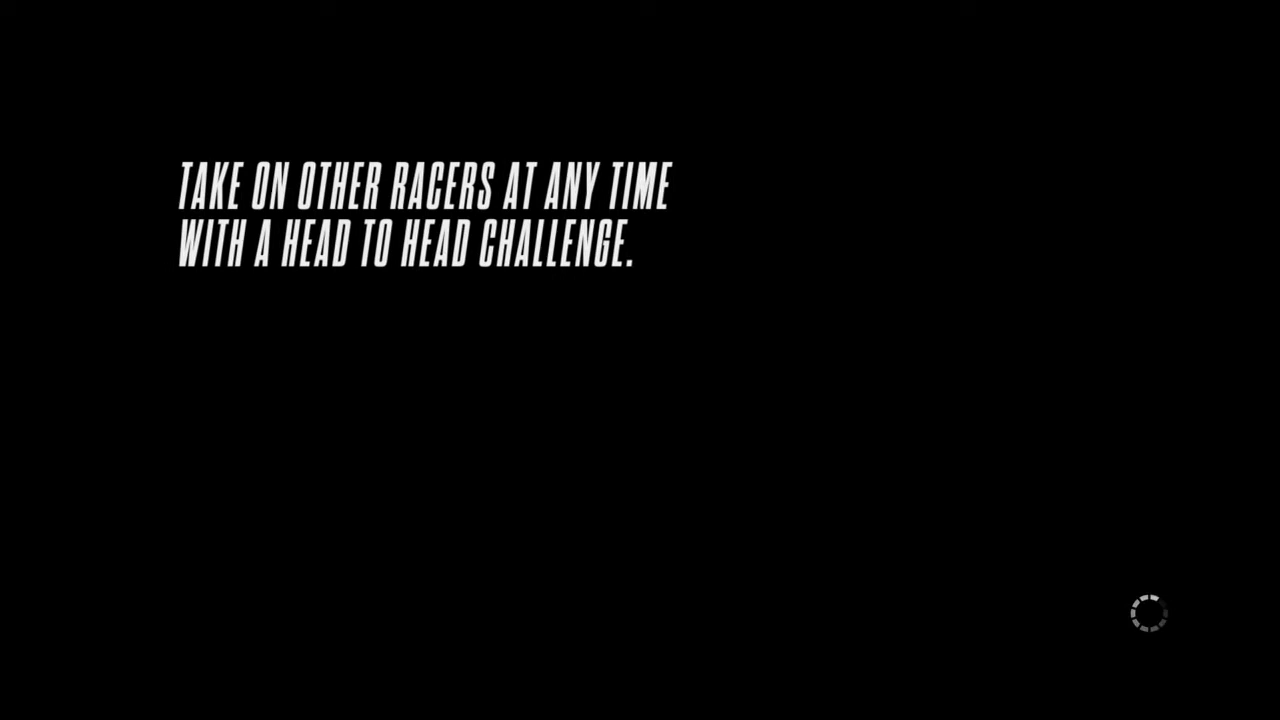 TAKE ON OTHER RACERS AT ANY TIME
WITH A HEAD TO HEAD CHALLENGE.